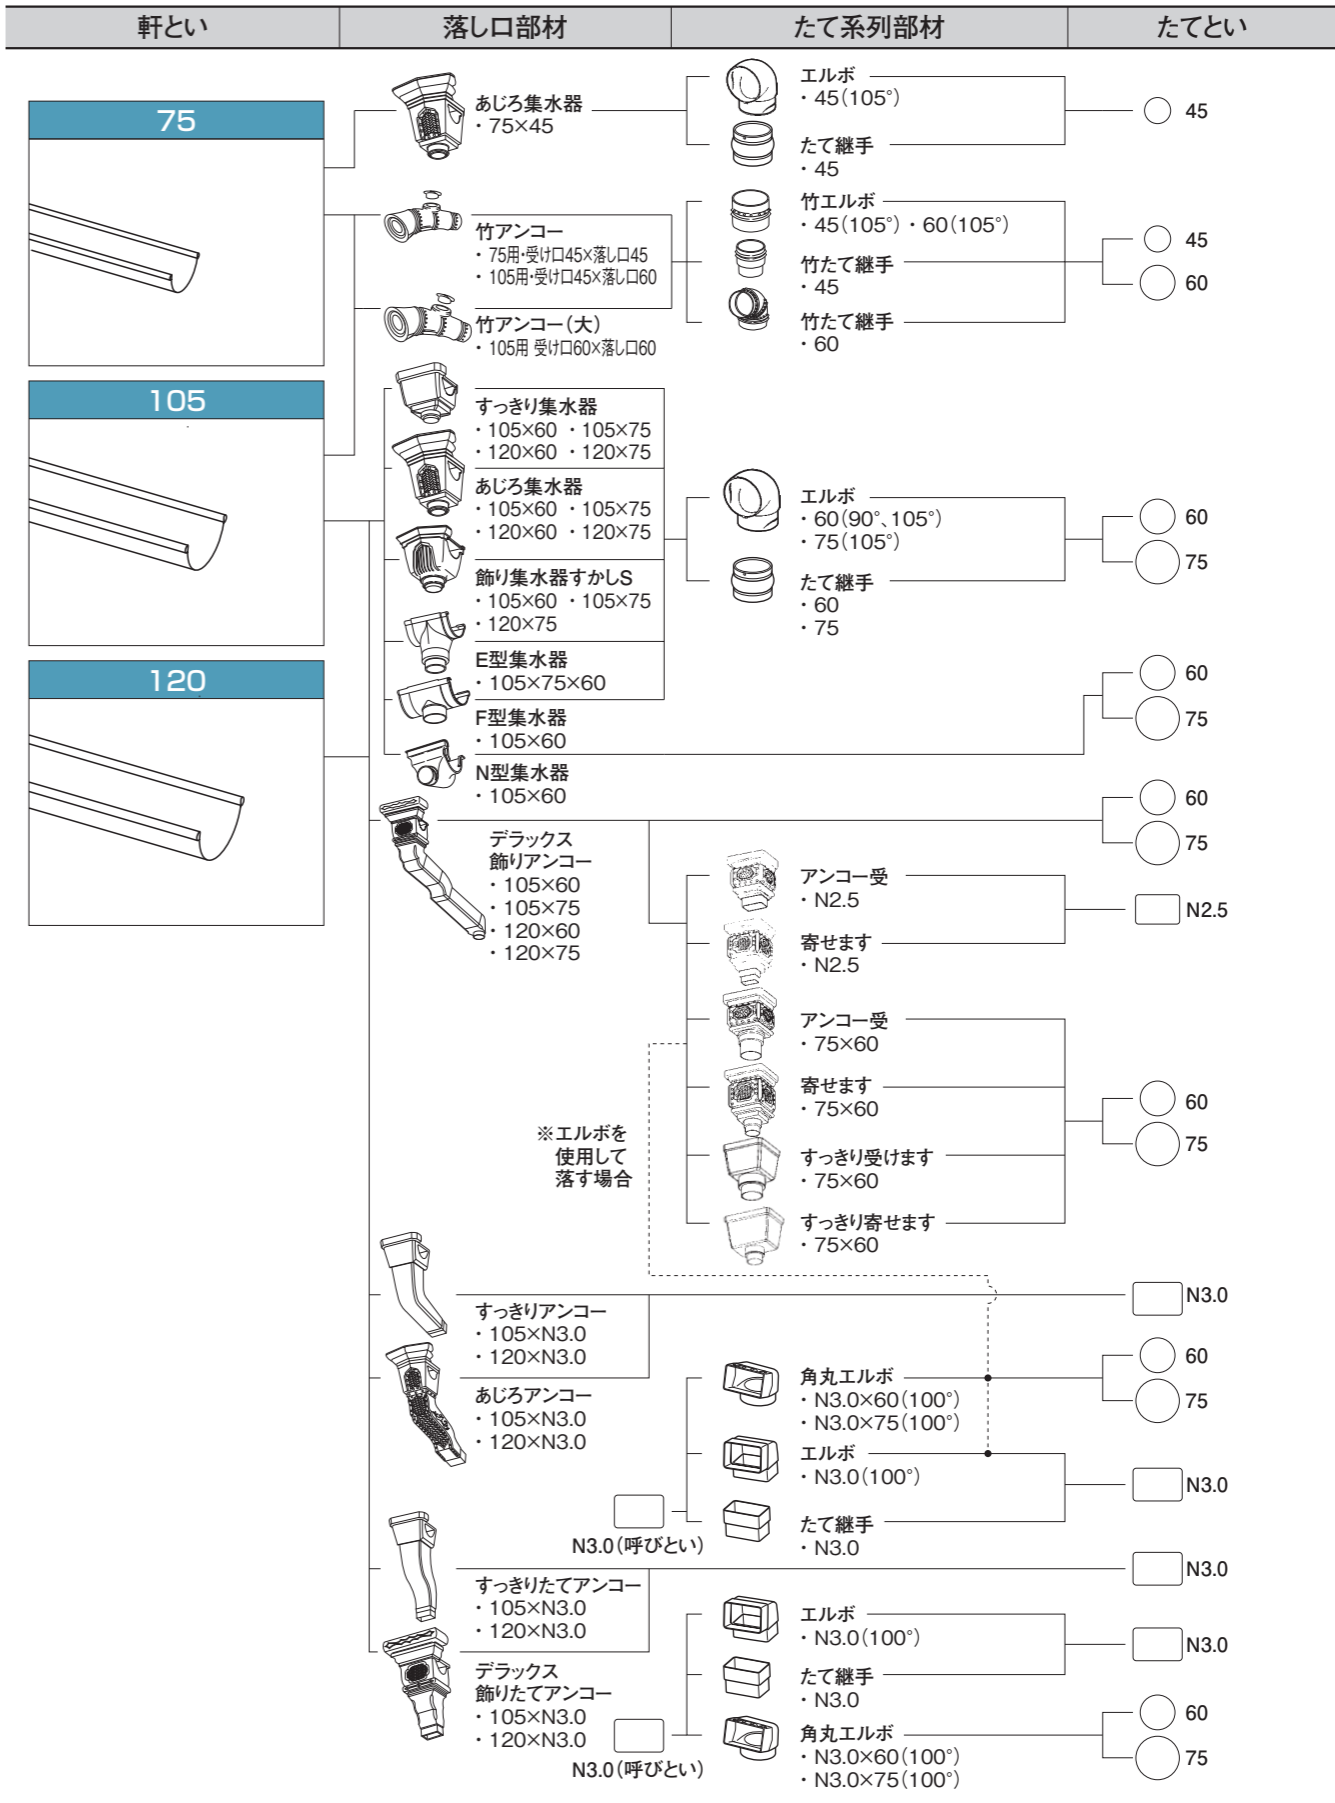 軒とい
落し口部材
たて系列部材
たてとい
75
105
120
あじろ集水器
・75×45
竹アンコー
・75用・受け口45×落し口45
・105用・受け口45×落し口60
竹アンコー（大）
・105用 受け口60×落し口60
すっきり集水器
・105×60 ・105×75
・120×60 ・120×75
あじろ集水器
・105×60 ・105×75
・120×60 ・120×75
飾り集水器すかしS
・105×60 ・105×75
・120×75
E型集水器
・105×75×60
F型集水器
・105×60
N型集水器
・105×60
デラックス
飾りアンコー
・105×60
・105×75
・120×60
・120×75
※エルボを
使用して
落す場合
すっきりアンコー
・105×N3.0
・120×N3.0
あじろアンコー
・105×N3.0
・120×N3.0
N3.0（呼びとい）
すっきりたてアンコー
・105×N3.0
・120×N3.0
デラックス
飾りたてアンコー
・105×N3.0
・120×N3.0
N3.0（呼びとい）
エルボ
・45（105°）
たて継手
・45
竹エルボ
・45（105°）・60（105°）
竹たて継手
・45
竹たて継手
・60
エルボ
・60（90°、105°）
・75（105°）
たて継手
・60
・75
アンコー受
・N2.5
寄せます
・N2.5
アンコー受
・75×60
寄せます
・75×60
すっきり受けます
・75×60
すっきり寄せます
・75×60
角丸エルボ
・N3.0×60（100°）
・N3.0×75（100°）
エルボ
・N3.0（100°）
たて継手
・N3.0
エルボ
・N3.0（100°）
たて継手
・N3.0
角丸エルボ
・N3.0×60（100°）
・N3.0×75（100°）
45
45
60
60
75
60
75
60
75
N2.5
60
75
N3.0
60
75
N3.0
N3.0
N3.0
60
75